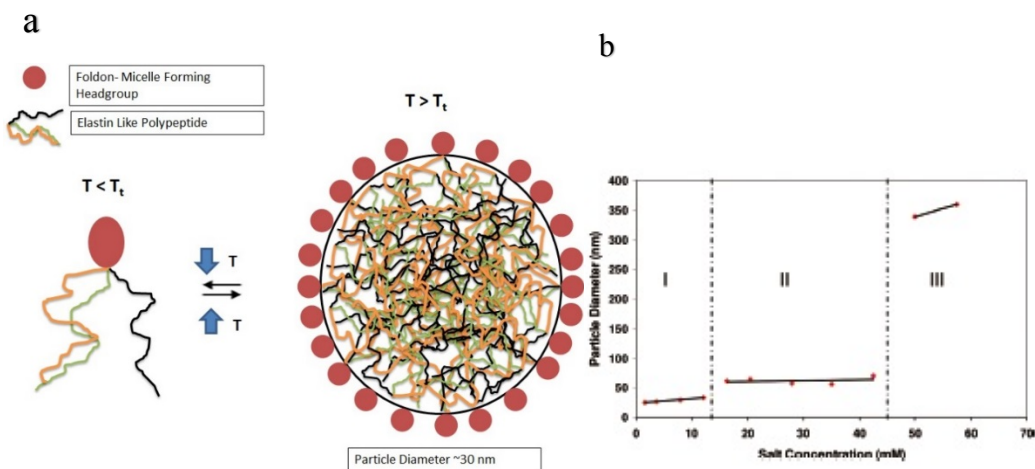 a
Foldon- Micelle Forming
Headgroup
Elastin Like Polypeptide
T < Tt
T
T
T > Tt
Particle Diameter ~30 nm
b
Particle Diameter (nm)
400
350
300
250
200
150
100
50
0
I
II
III
0
10
20
30
40
50
60
700
Salt Concentration (mM)